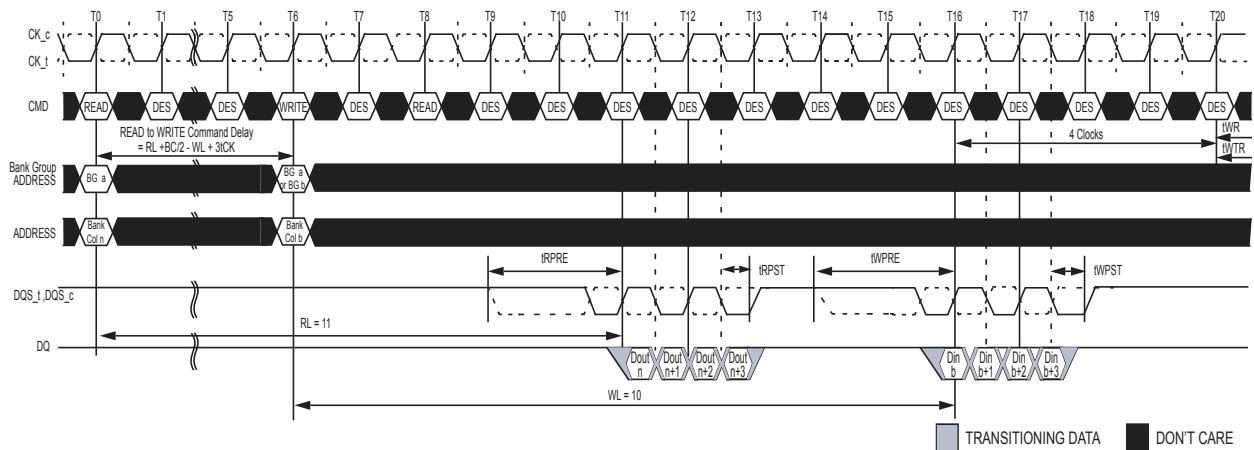 T0 T1 T5 T6 T7 T8 T9 T10 T11 T12 T13 T14 T15 T16 T17 T18 T19 T20
CK_c
CK_t
CMD READ DES DES WRITE DES READ DES DES DES DES DES DES DES DES DES DES DES DES
READ to WRITE Command Delay
= RL +BC/2 - WL + 3tCK
4 Clocks
tWR
tWTR
Bank Group
ADDRESS
BG a
BG a
or BG b
ADDRESS
Bank
Col n
Bank
Col b
tRPRE tRPST tWPRE tWPST
DQS_t ,DQS_c
RL = 11
DQ
Dout
n
Dout
n+1
Dout
n+2
Dout
n+3
Din
b
Din
b+1
Din
b+2
Din
b+3
WL = 10
TRANSITIONING DATA
DON'T CARE